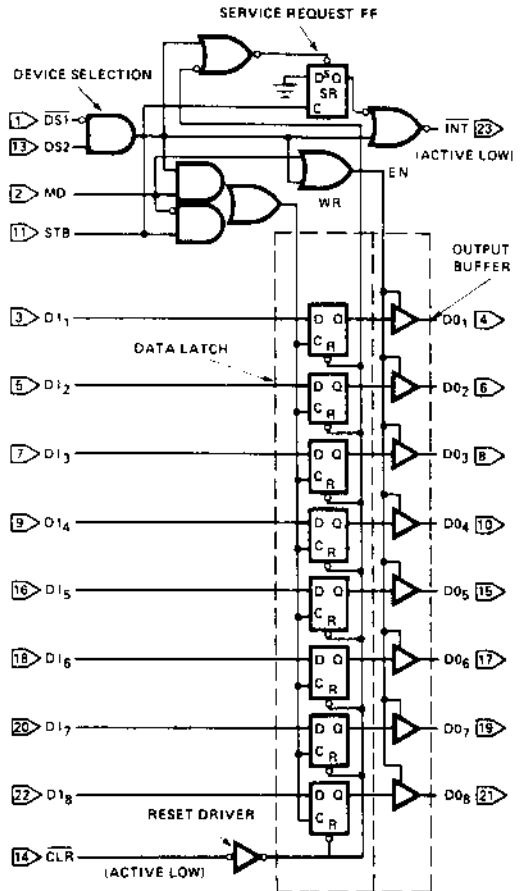 SERVICE REQUEST FF
DEVICE SELECTION
1 DS1
13 DS2
D S Q
SR
C
INT 23
(ACTIVE LOW)
2 MD
EN
WR
11 STB
OUTPUT
BUFFER
3 DI1 D Q C R DO1 4
DATA LATCH
5 DI2 D Q C R DO2 6
7 DI3 D Q C R DO3 8
9 DI4 D Q C R DO4 10
16 DI5 D Q C R DO5 15
18 DI6 D Q C R DO6 17
20 DI7 D Q C R DO7 19
22 DI8 D Q C R DO8 21
RESET DRIVER
14 CLR
(ACTIVE LOW)